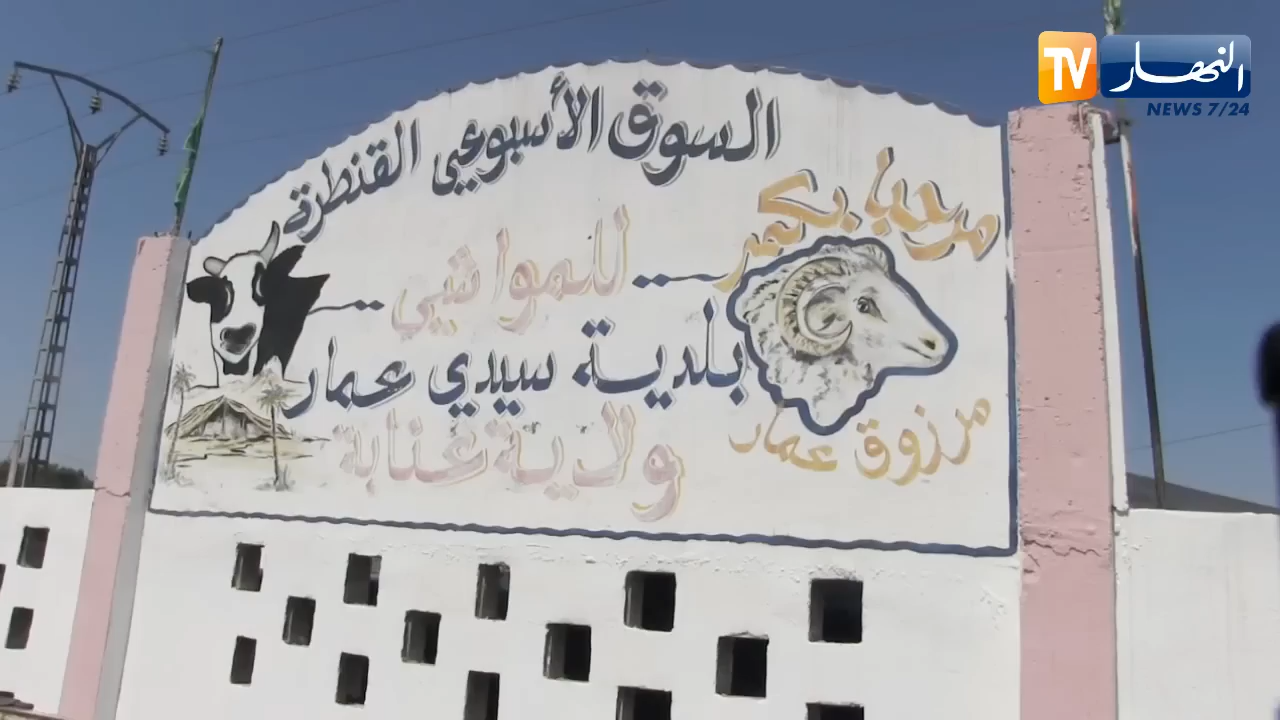 TV النهار
NEWS 7/24
السوق الأسبوعي القنطرة
مرحبا بكم
للمواشي
بلدية سيدي عمار
ولاية عنابة
مرزوق عمار